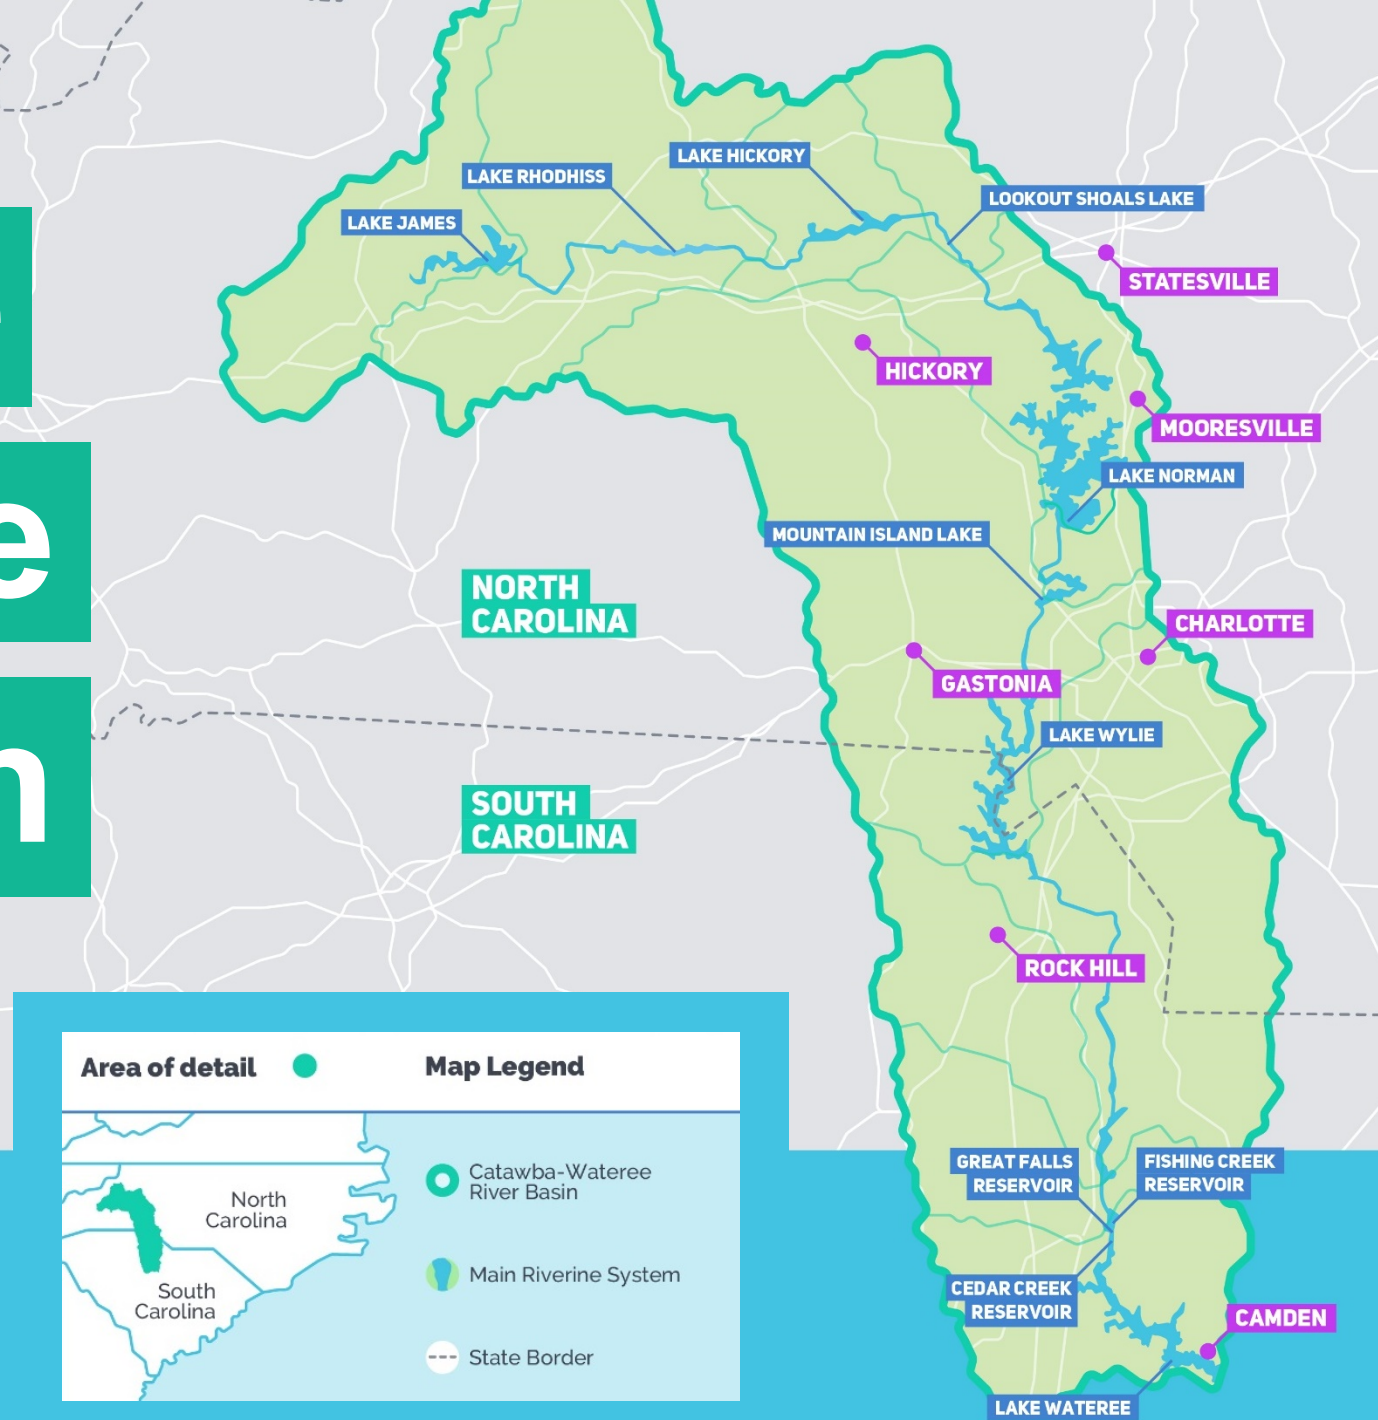 e
e
n
LAKE HICKORY
LAKE RHODHISS
LOOKOUT SHOALS LAKE
LAKE JAMES
STATESVILLE
HICKORY
MOORESVILLE
LAKE NORMAN
MOUNTAIN ISLAND LAKE
NORTH
CAROLINA
CHARLOTTE
GASTONIA
LAKE WYLIE
SOUTH
CAROLINA
ROCK HILL
GREAT FALLS
RESERVOIR
FISHING CREEK
RESERVOIR
CEDAR CREEK
RESERVOIR
CAMDEN
LAKE WATEREE
Area of detail
Map Legend
Catawba-Wateree
River Basin
North
Carolina
Main Riverine System
South
Carolina
State Border